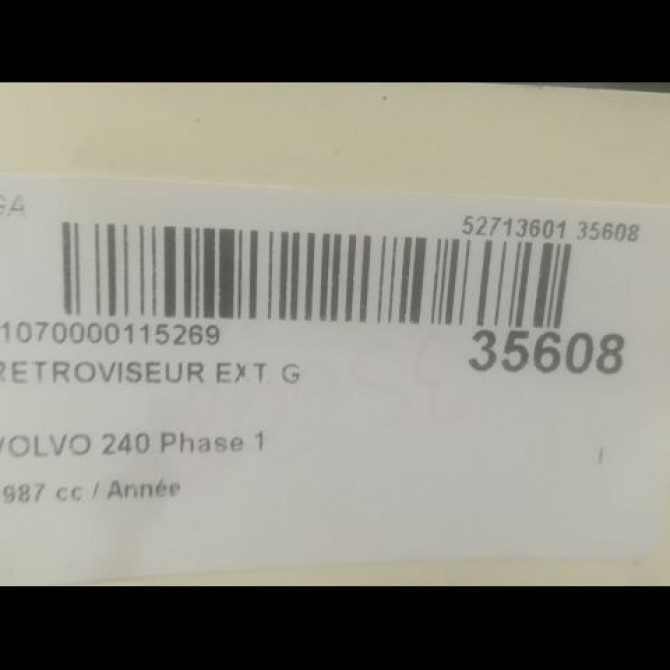 GA
52713601 35608
1070000115269
35608
RETROVISEUR EXT. G
VOLVO 240 Phase 1
987 cc / Année